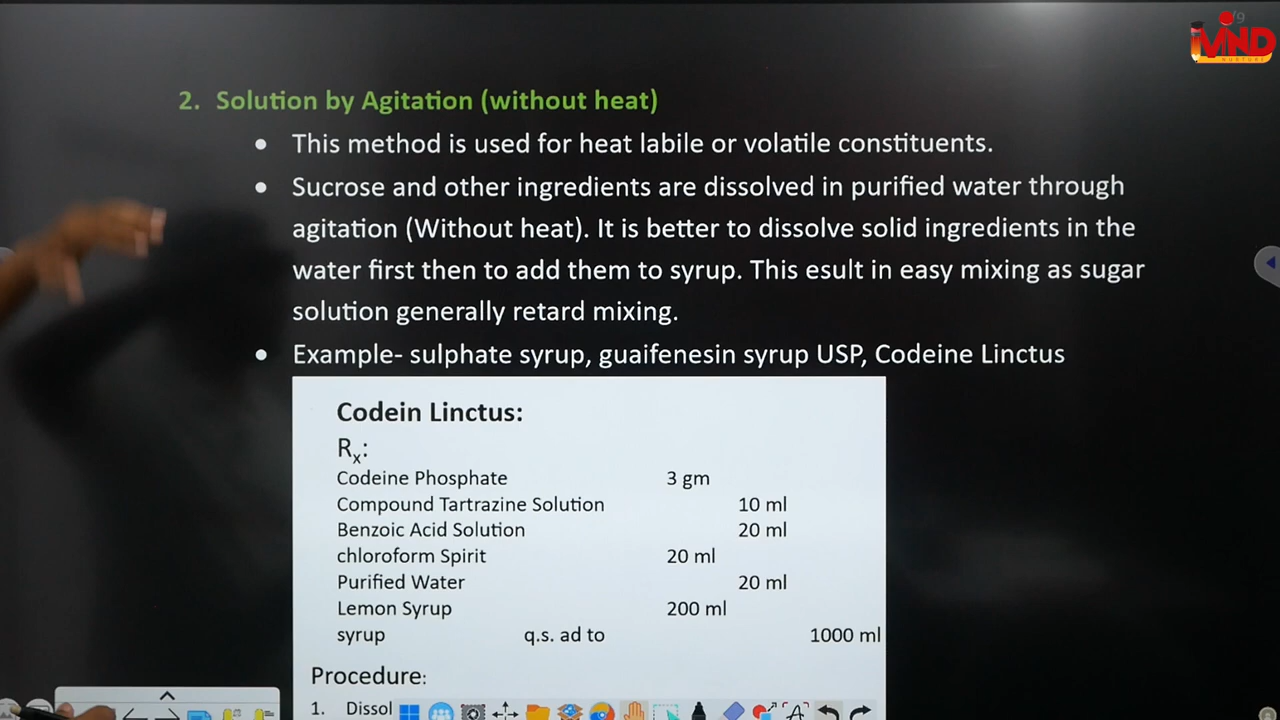 /9
MND
NURTURE
2. Solution by Agitation (without heat)
• This method is used for heat labile or volatile constituents.
• Sucrose and other ingredients are dissolved in purified water through
agitation (Without heat). It is better to dissolve solid ingredients in the
water first then to add them to syrup. This esult in easy mixing as sugar
solution generally retard mixing.
• Example- sulphate syrup, guaifenesin syrup USP, Codeine Linctus
Codein Linctus:
Rx:
Codeine Phosphate 3 gm
Compound Tartrazine Solution 10 ml
Benzoic Acid Solution 20 ml
chloroform Spirit 20 ml
Purified Water 20 ml
Lemon Syrup 200 ml
syrup q.s. ad to 1000 ml
Procedure:
1. Dissol